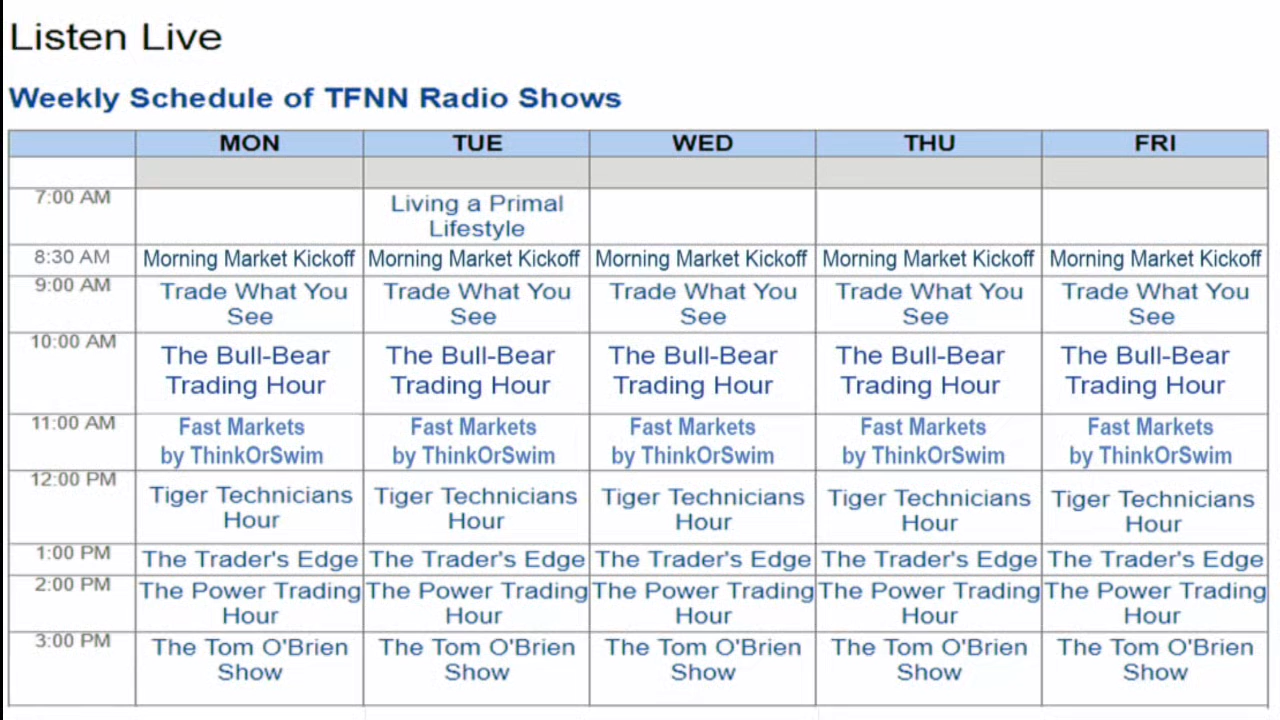 Listen Live
Weekly Schedule of TFNN Radio Shows
MON TUE WED THU FRI
7:00 AM Living a Primal
Lifestyle
8:30 AM Morning Market Kickoff Morning Market Kickoff Morning Market Kickoff Morning Market Kickoff Morning Market Kickoff
9:00 AM Trade What You Trade What You Trade What You Trade What You Trade What You
See See See See See
10:00 AM The Bull-Bear The Bull-Bear The Bull-Bear The Bull-Bear The Bull-Bear
Trading Hour Trading Hour Trading Hour Trading Hour Trading Hour
11:00 AM Fast Markets Fast Markets Fast Markets Fast Markets Fast Markets
by ThinkOrSwim by ThinkOrSwim by ThinkOrSwim by ThinkOrSwim by ThinkOrSwim
12:00 PM Tiger Technicians Tiger Technicians Tiger Technicians Tiger Technicians Tiger Technicians
Hour Hour Hour Hour Hour
1:00 PM The Trader's Edge The Trader's Edge The Trader's Edge The Trader's Edge The Trader's Edge
2:00 PM The Power Trading The Power Trading The Power Trading The Power Trading The Power Trading
Hour Hour Hour Hour Hour
3:00 PM The Tom O'Brien The Tom O'Brien The Tom O'Brien The Tom O'Brien The Tom O'Brien
Show Show Show Show Show